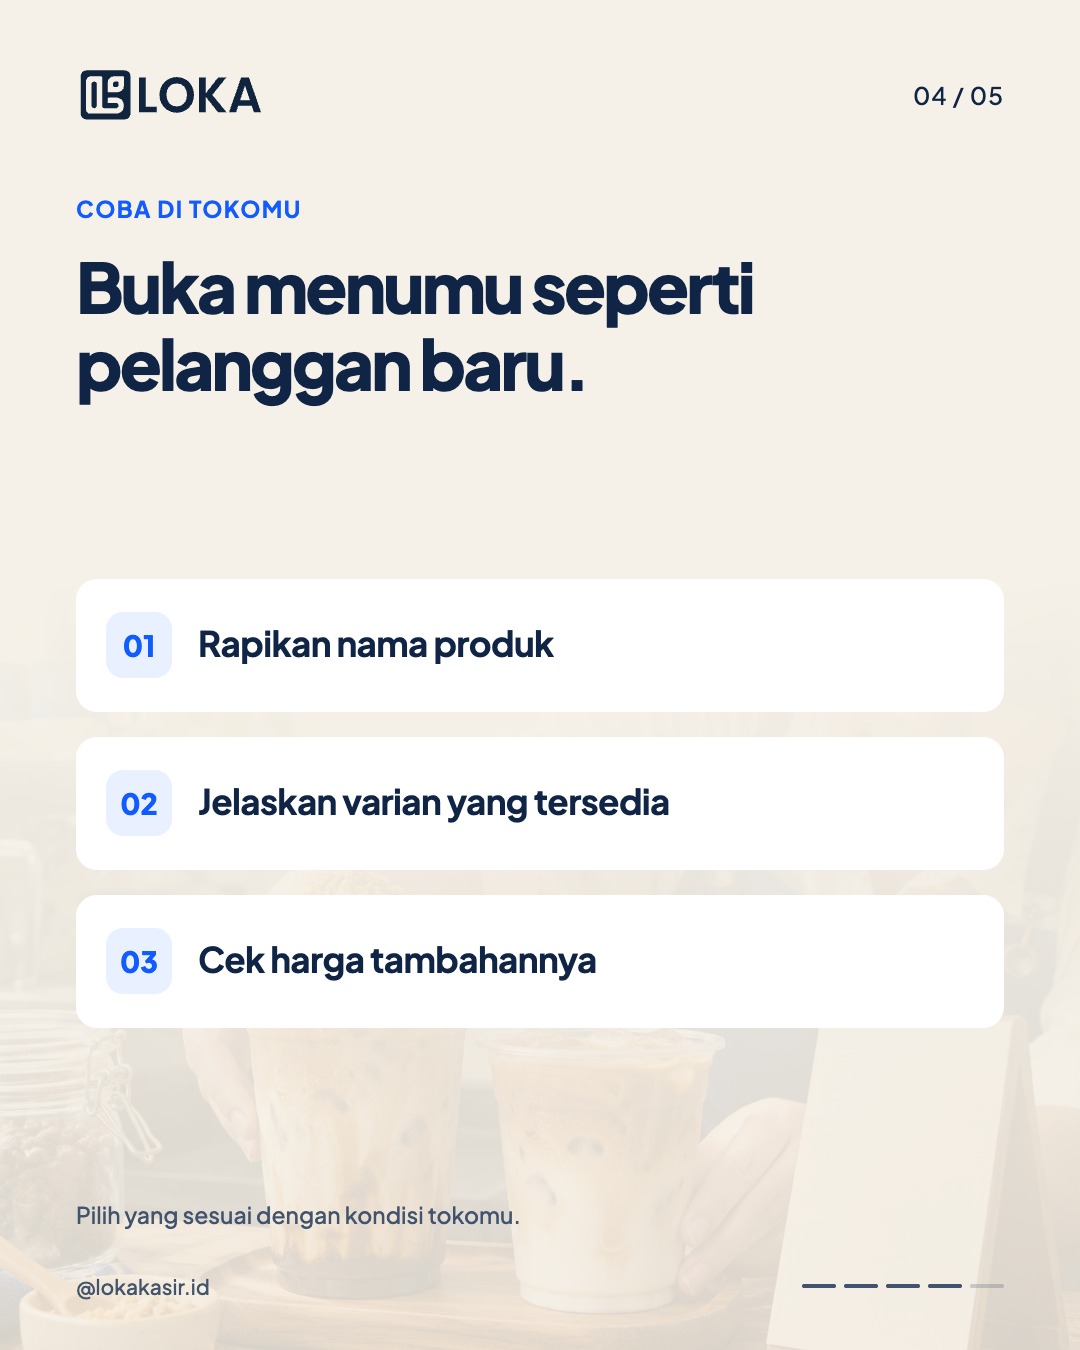 LOKA
04 / 05
COBA DI TOKOMU
Buka menumu seperti
pelanggan baru.
01 Rapikan nama produk
02 Jelaskan varian yang tersedia
03 Cek harga tambahannya
Pilih yang sesuai dengan kondisi tokomu.
@lokakasir.id